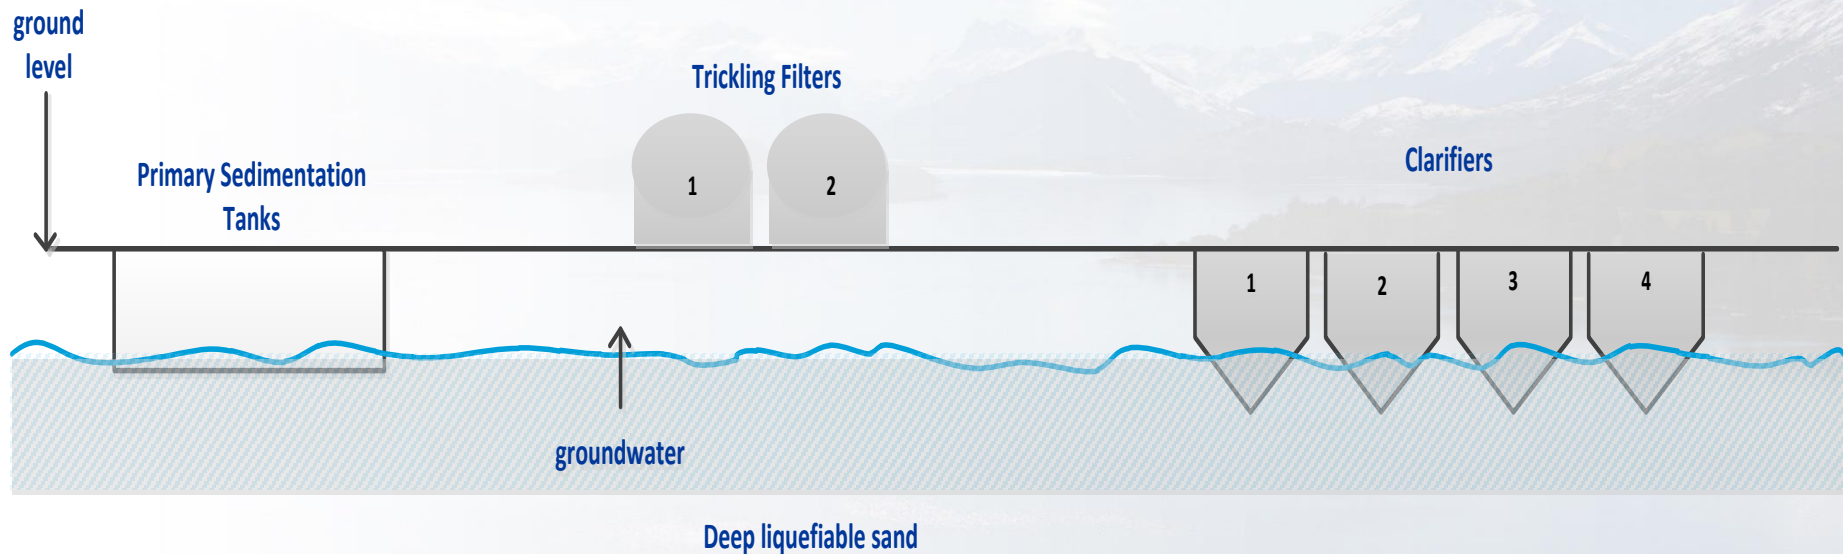 ground
level
Trickling Filters
Primary Sedimentation
Tanks
Clarifiers
1
2
1
2
3
4
groundwater
Deep liquefiable sand